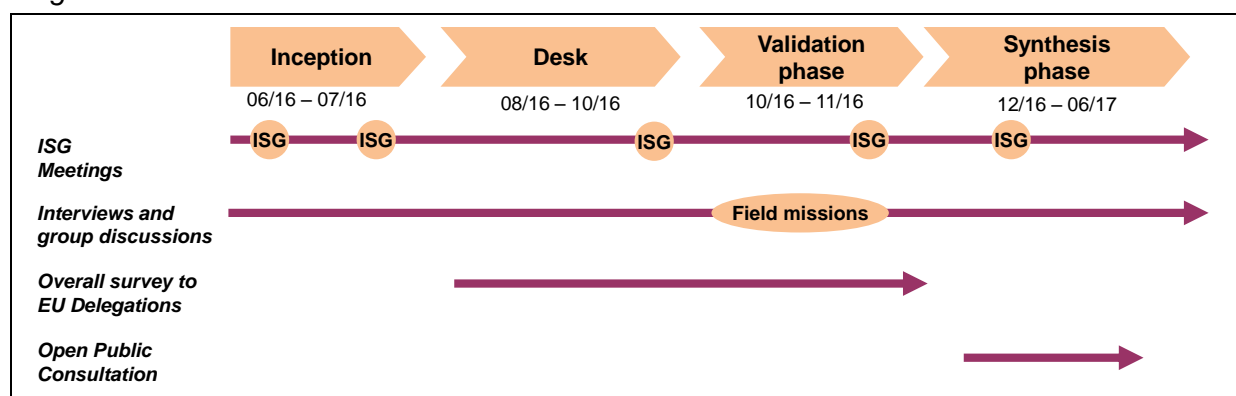 Inception
Desk
Validation
phase
Synthesis
phase
06/16 – 07/16
08/16 – 10/16
10/16 – 11/16
12/16 – 06/17
ISG
Meetings
ISG
ISG
ISG
ISG
ISG
Interviews and
group discussions
Field missions
Overall survey to
EU Delegations
Open Public
Consultation